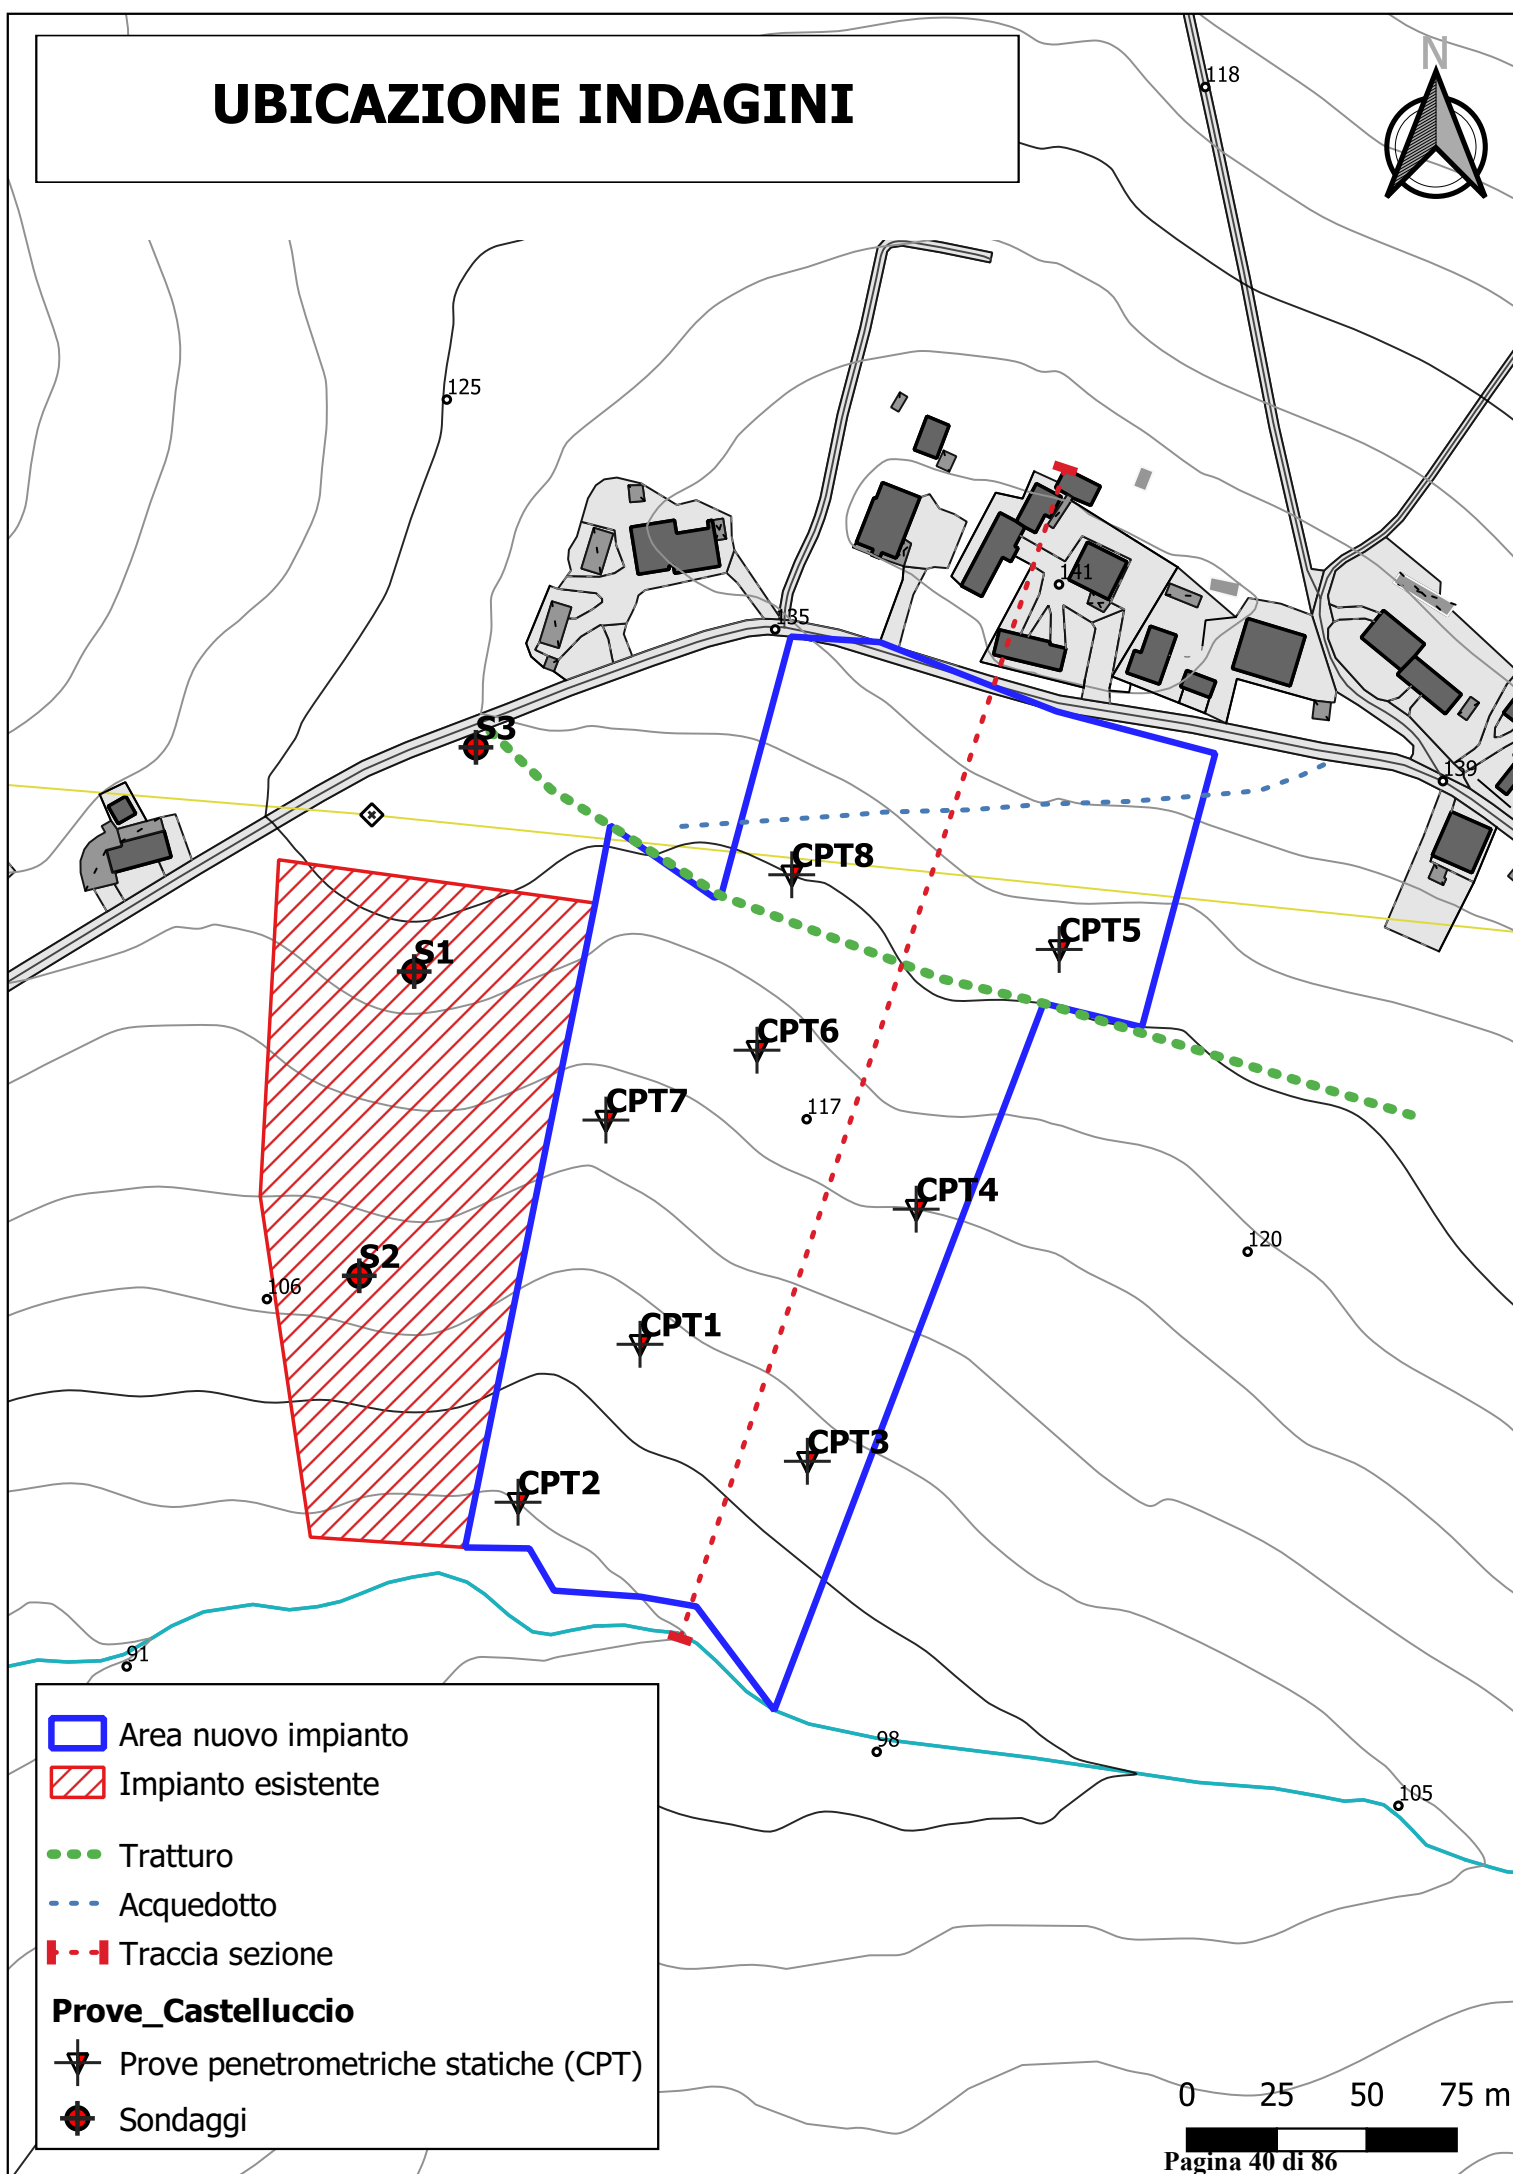 UBICAZIONE INDAGINI
N
118
125
141
135
S3
139
CPT8
CPT5
S1
CPT6
CPT7
117
CPT4
S2
120
106
CPT1
CPT3
CPT2
91
98
105
Area nuovo impianto
Impianto esistente
Tratturo
Acquedotto
Traccia sezione
Prove_Castelluccio
Prove penetrometriche statiche (CPT)
Sondaggi
0 25 50 75 m
Pagina 40 di 86